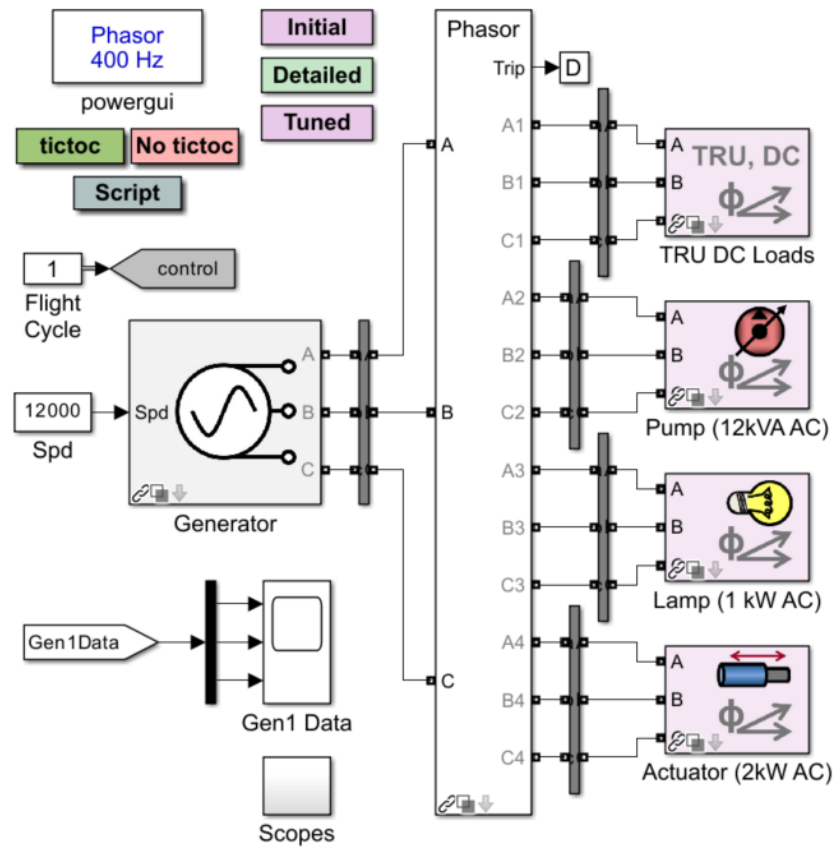 Phasor
400 Hz
powergui
Initial
Detailed
Tuned
tictoc
No tictoc
Script
1
control
Flight
Cycle
12000
Spd
Spd
A
B
C
Generator
Gen1Data
Gen1 Data
Scopes
Phasor
Trip
D
A
B
C
A1
B1
C1
A2
B2
C2
A3
B3
C3
A4
B4
C4
A
B
TRU, DC
TRU DC Loads
A
B
Pump (12kVA AC)
A
B
Lamp (1 kW AC)
A
B
Actuator (2kW AC)